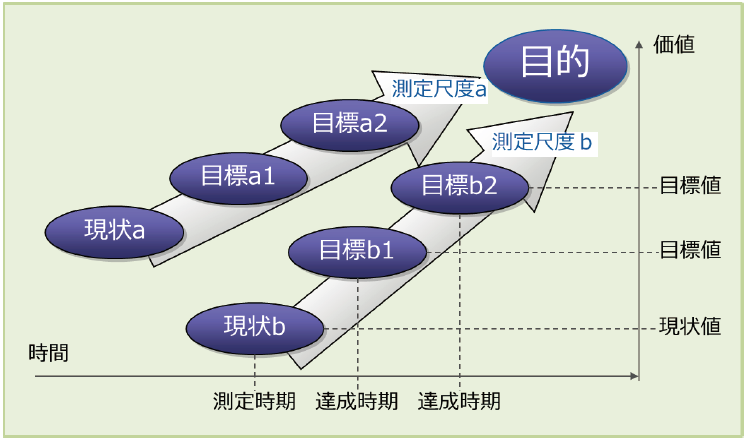 目的
価値
測定尺度a
目標a2
測定尺度b
目標a1
目標b2
目標値
現状a
目標b1
目標値
現状b
現状値
時間
測定時期
達成時期
達成時期